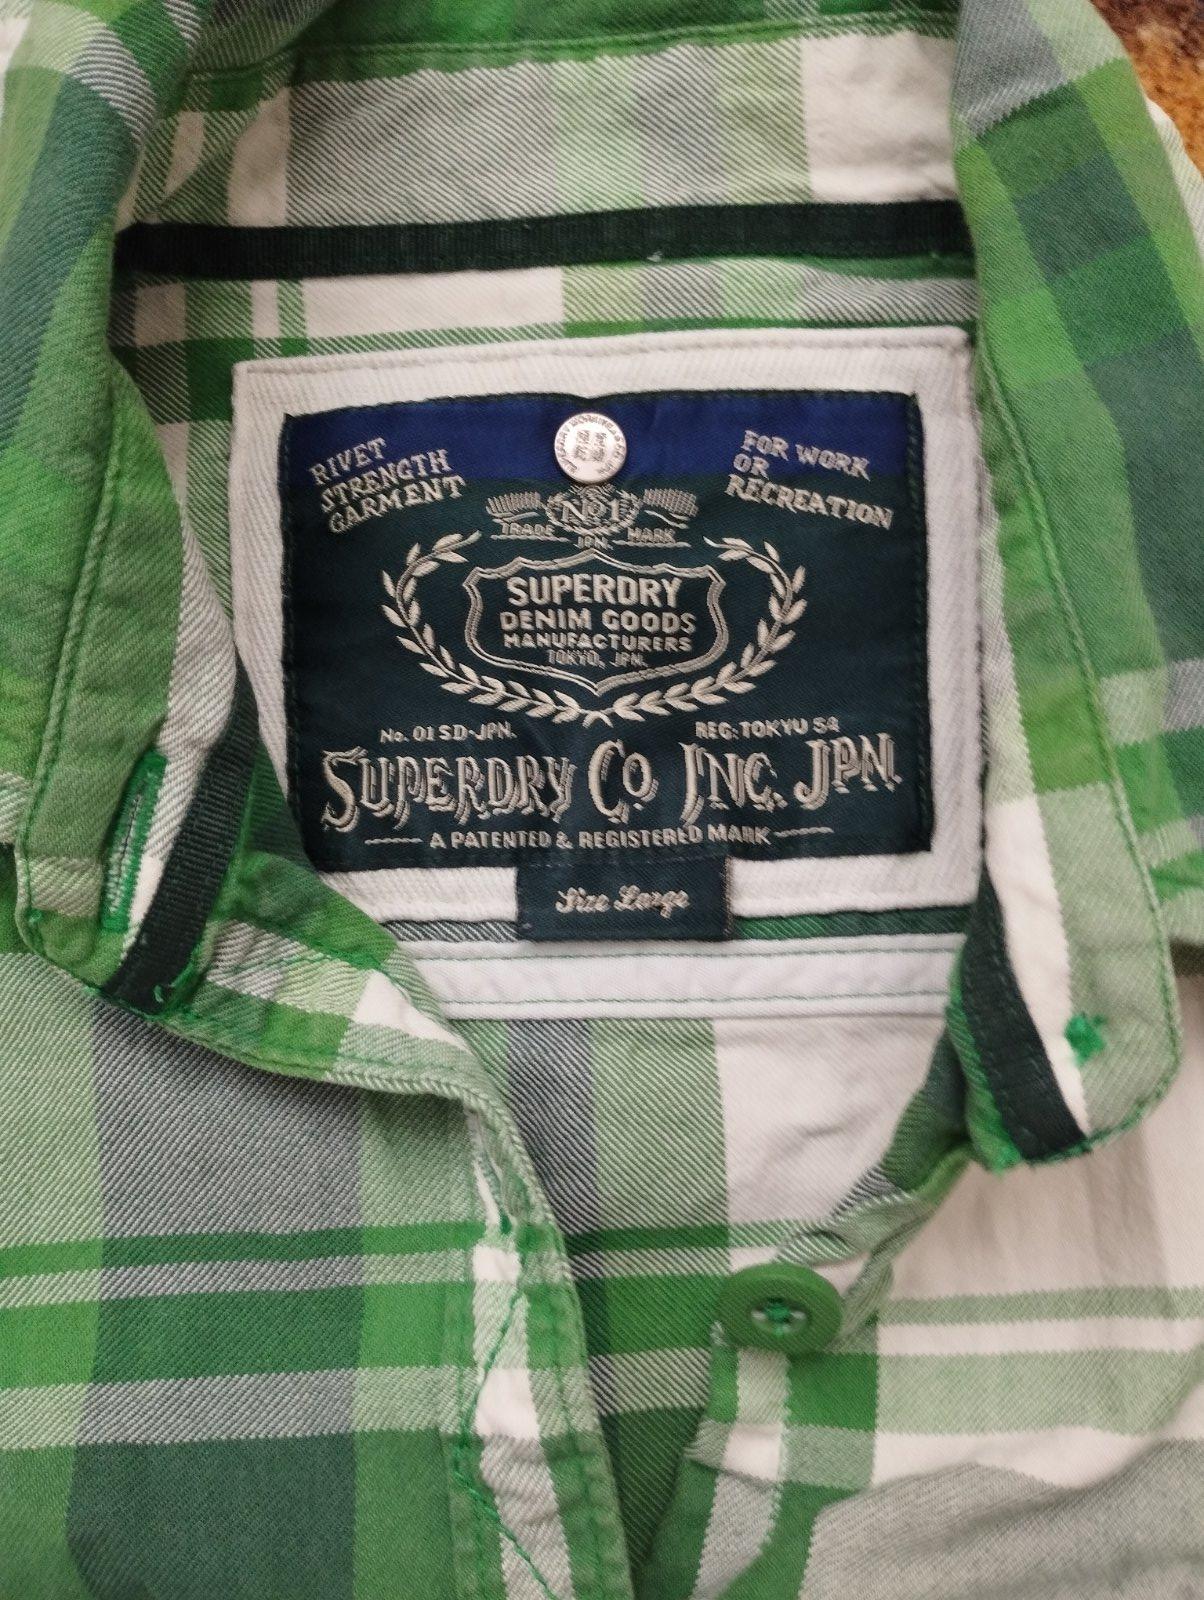 RIVET
STRENGTH
GARMENT
FOR WORK
OR
RECREATION
No1
TRADE MARK
JPN.
SUPERDRY
DENIM GOODS
MANUFACTURERS
TOKYO, JPN.
No. 01 SD-JPN.
REG: TOKYU 54
SUPERDRY CO INC. JPN.
A PATENTED & REGISTERED MARK
Size Large